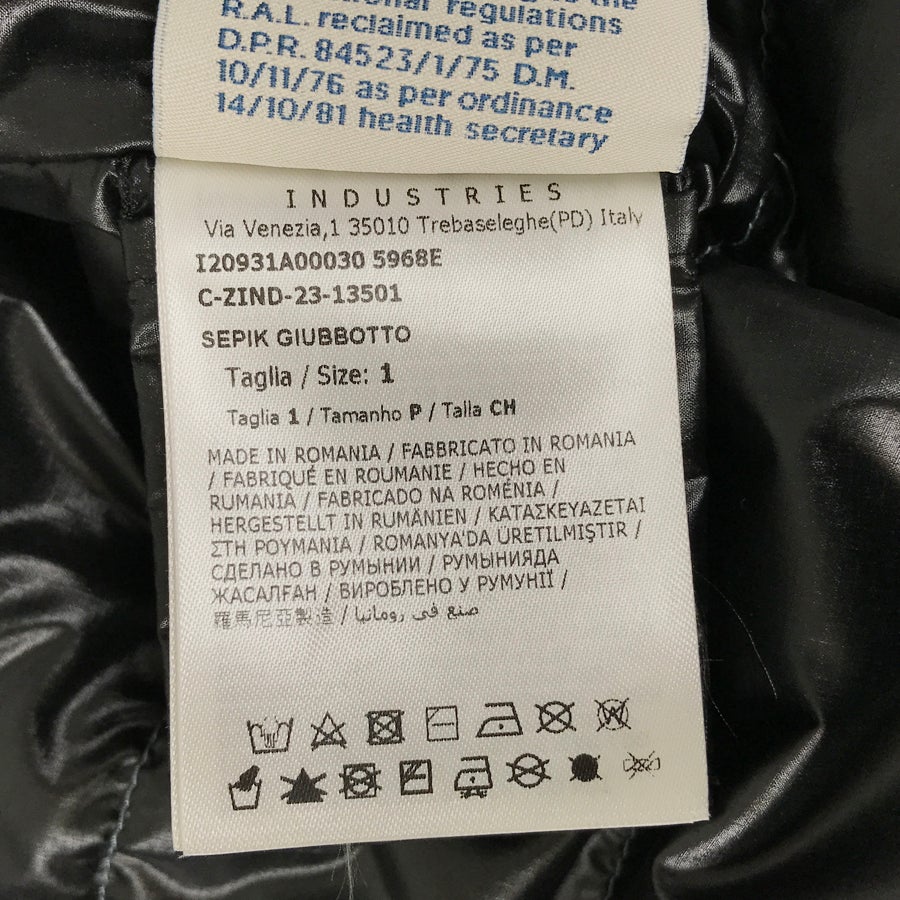 onal regulations
R.A.L. reclaimed as per
D.P.R. 84523/1/75 D.M.
10/11/76 as per ordinance
14/10/81 health secretary
INDUSTRIES
Via Venezia,1 35010 Trebaseleghe(PD) Italy
I20931A00030 5968E
C-ZIND-23-13501
SEPIK GIUBBOTTO
Taglia / Size: 1
Taglia 1 / Tamanho P / Talla CH
MADE IN ROMANIA / FABBRICATO IN ROMANIA
/ FABRIQUÉ EN ROUMANIE / HECHO EN
RUMANIA / FABRICADO NA ROMÉNIA /
HERGESTELLT IN RUMÄNIEN / ΚΑΤΑΣΚΕΥΑΖΕΤΑΙ
ΣΤΗ ΡΟΥΜΑΝΙΑ / ROMANYA'DA ÜRETILMIŞTIR /
СДЕЛАНО В РУМЫНИИ / РУМЫНИЯДА
ЖАСАЛҒАН / ВИРОБЛЕНО У РУМУНІЇ /
羅馬尼亞製造 / صنع في رومانيا